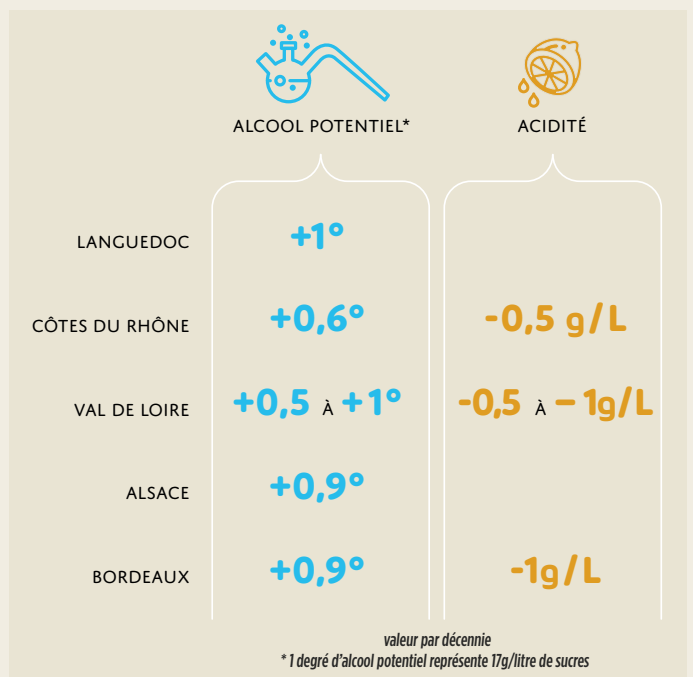 ALCOOL POTENTIEL* ACIDITÉ
LANGUEDOC +1°
CÔTES DU RHÔNE +0,6° -0,5 g/L
VAL DE LOIRE +0,5 À +1° -0,5 À – 1g/L
ALSACE +0,9°
BORDEAUX +0,9° -1g/L
valeur par décennie
* 1 degré d'alcool potentiel représente 17g/litre de sucres